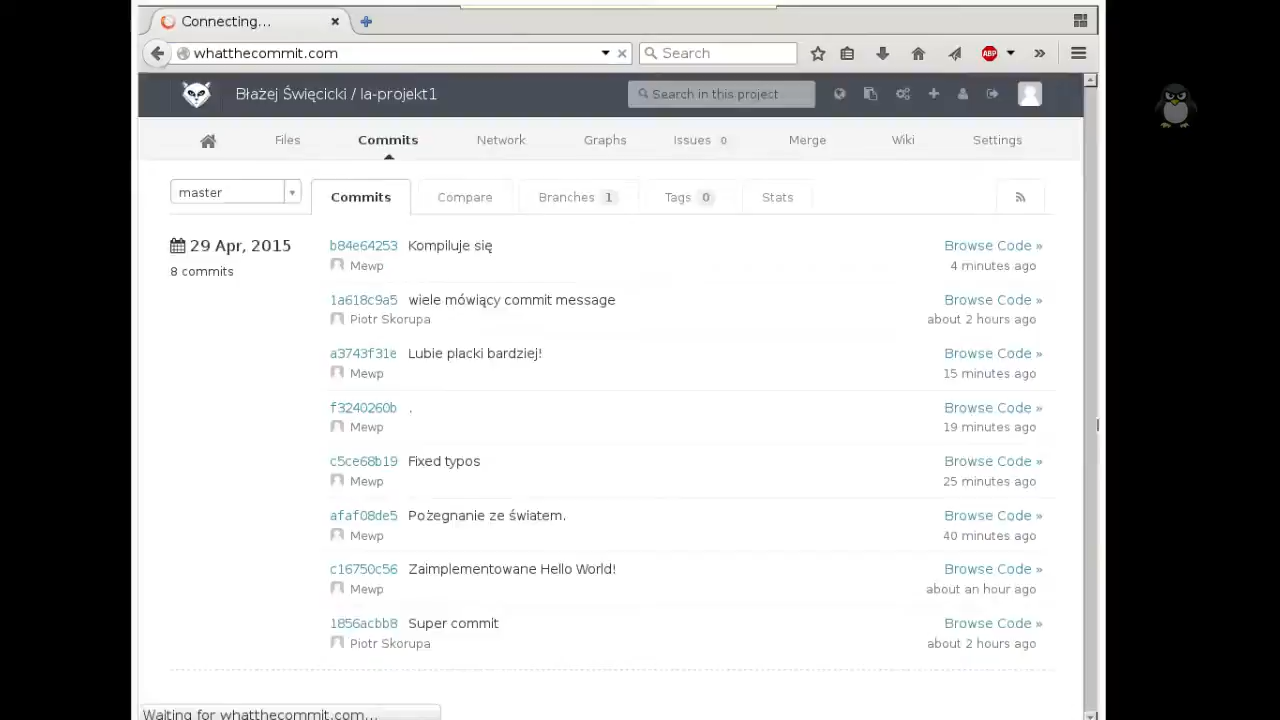 Connecting...
whatthecommit.com
Search
ABP
Błażej Święcicki / la-projekt1
Search in this project
Files
Commits
Network
Graphs
Issues 0
Merge
Wiki
Settings
master
Commits
Compare
Branches 1
Tags 0
Stats
29 Apr, 2015
8 commits
b84e64253 Kompiluje się
Browse Code »
Mewp
4 minutes ago
1a618c9a5 wiele mówiący commit message
Browse Code »
Piotr Skorupa
about 2 hours ago
a3743f31e Lubie placki bardziej!
Browse Code »
Mewp
15 minutes ago
f3240260b .
Browse Code »
Mewp
19 minutes ago
c5ce68b19 Fixed typos
Browse Code »
Mewp
25 minutes ago
afaf08de5 Pożegnanie ze światem.
Browse Code »
Mewp
40 minutes ago
c16750c56 Zaimplementowane Hello World!
Browse Code »
Mewp
about an hour ago
1856acbb8 Super commit
Browse Code »
Piotr Skorupa
about 2 hours ago
Waiting for whatthecommit.com...